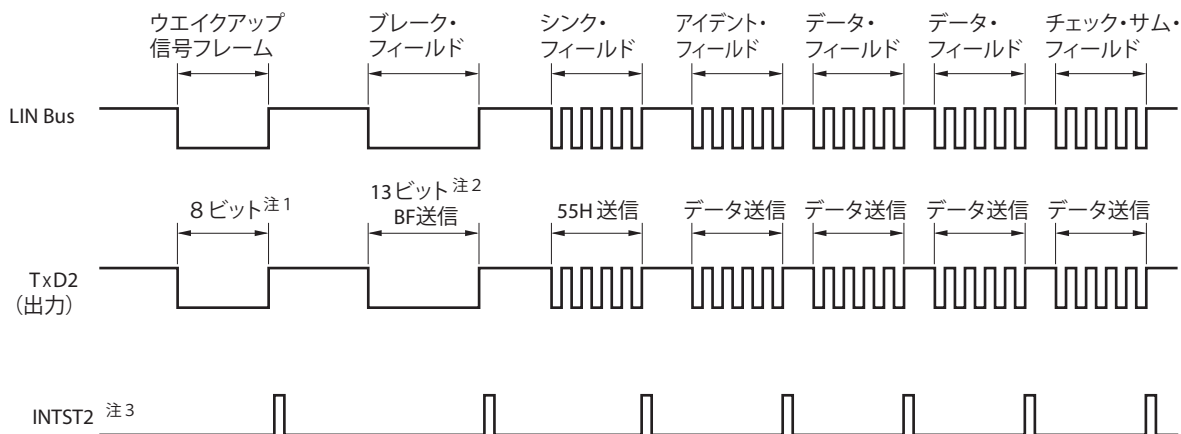 ウエイクアップ
信号フレーム
ブレーク・
フィールド
シンク・
フィールド
アイデント・
フィールド
データ・
フィールド
データ・
フィールド
チェック・サム・
フィールド
LIN Bus
8ビット注1
13ビット注2
BF送信
55H 送信
データ送信
データ送信
データ送信
データ送信
TxD2
(出力)
INTST2 注3